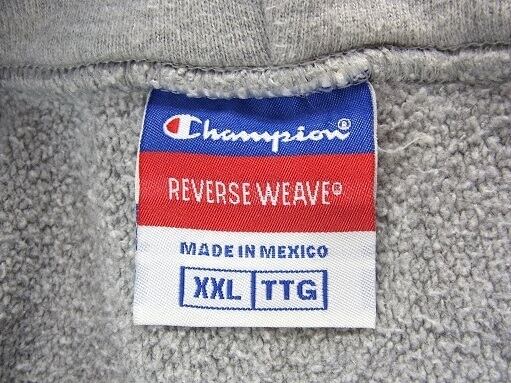 Champion®
REVERSE WEAVE®
MADE IN MEXICO
XXL TTG